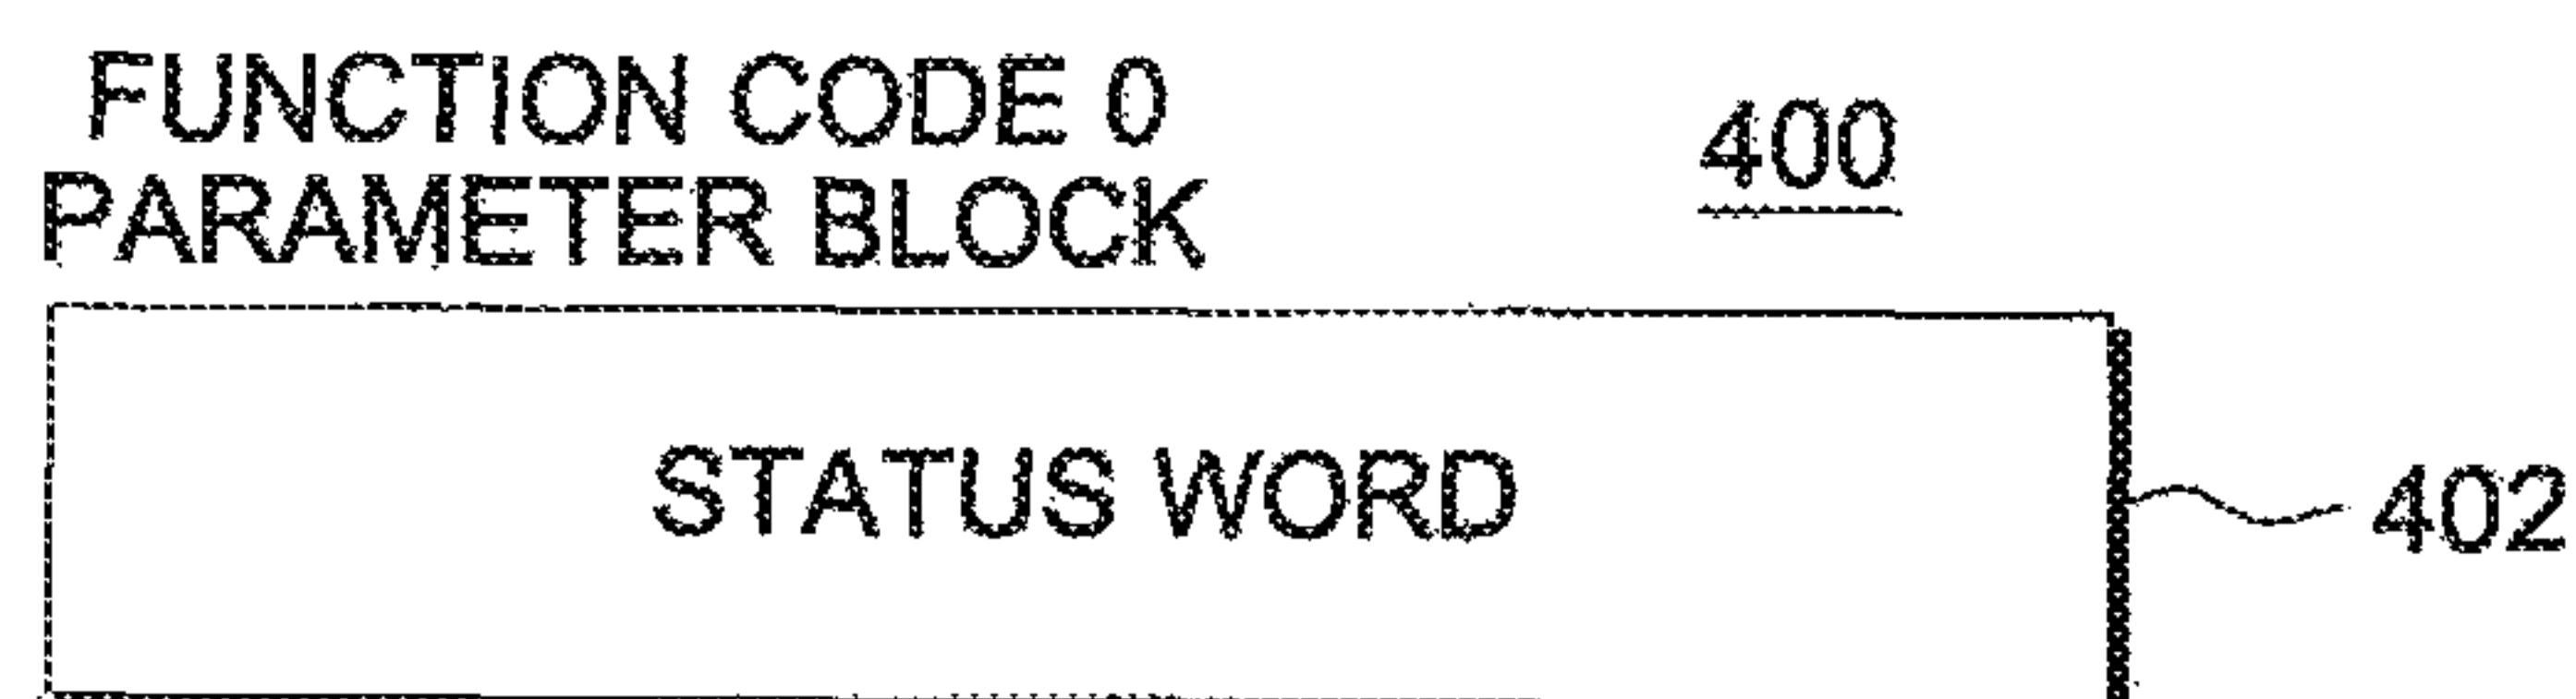 FUNCTION CODE 0
PARAMETER BLOCK
400
STATUS WORD
402